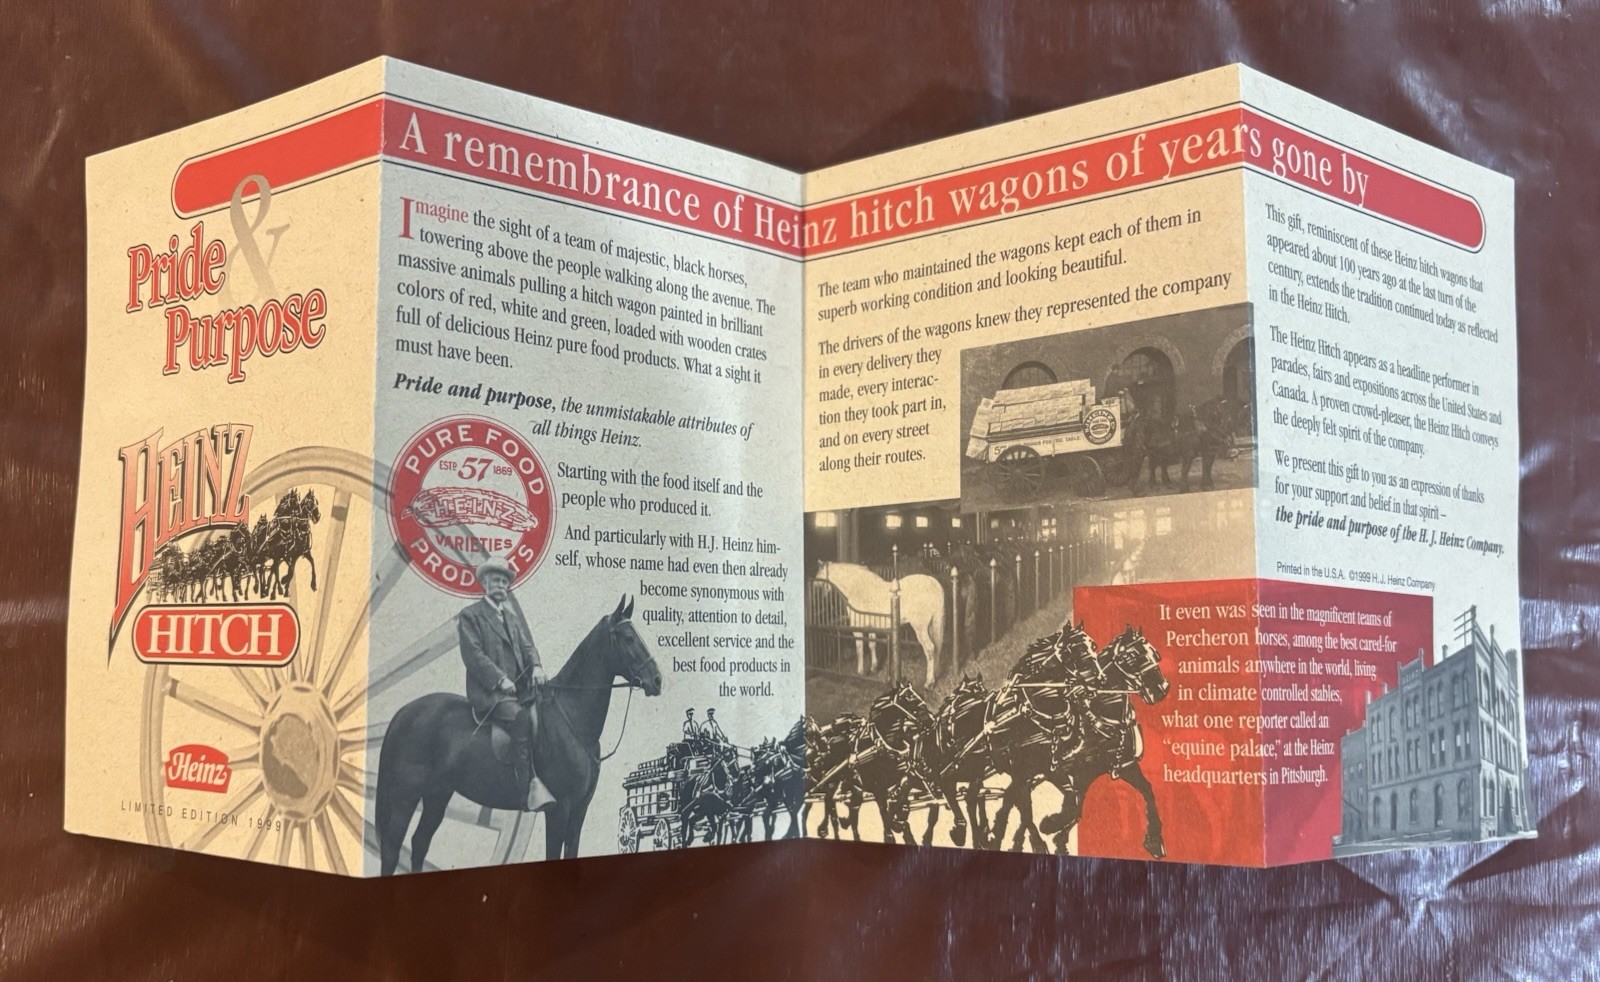 Pride
&
Purpose
HEINZ
HITCH
Heinz
LIMITED EDITION 1999
A remembrance of Heinz hitch wagons of years gone by
Imagine the sight of a team of majestic, black horses,
towering above the people walking along the avenue. The
massive animals pulling a hitch wagon painted in brilliant
colors of red, white and green, loaded with wooden crates
full of delicious Heinz pure food products. What a sight it
must have been.
Pride and purpose, the unmistakable attributes of
all things Heinz.
PURE FOOD
ESTD 57 1869
HEINZ
VARIETIES
PRODUCTS
Starting with the food itself and the
people who produced it.
And particularly with H.J. Heinz him-
self, whose name had even then already
become synonymous with
quality, attention to detail,
excellent service and the
best food products in
the world.
The team who maintained the wagons kept each of them in
superb working condition and looking beautiful.
The drivers of the wagons knew they represented the company
in every delivery they
made, every interac-
tion they took part in,
and on every street
along their routes.
57 GOOD THINGS FOR THE TABLE
It even was seen in the magnificent teams of
Percheron horses, among the best cared-for
animals anywhere in the world, living
in climate controlled stables,
what one reporter called an
"equine palace," at the Heinz
headquarters in Pittsburgh.
This gift, reminiscent of these Heinz hitch wagons that
appeared about 100 years ago at the last turn of the
century, extends the tradition continued today as reflected
in the Heinz Hitch.
The Heinz Hitch appears as a headline performer in
parades, fairs and expositions across the United States and
Canada. A proven crowd-pleaser, the Heinz Hitch conveys
the deeply felt spirit of the company.
We present this gift to you as an expression of thanks
for your support and belief in that spirit –
the pride and purpose of the H. J. Heinz Company.
Printed in the U.S.A. ©1999 H.J. Heinz Company